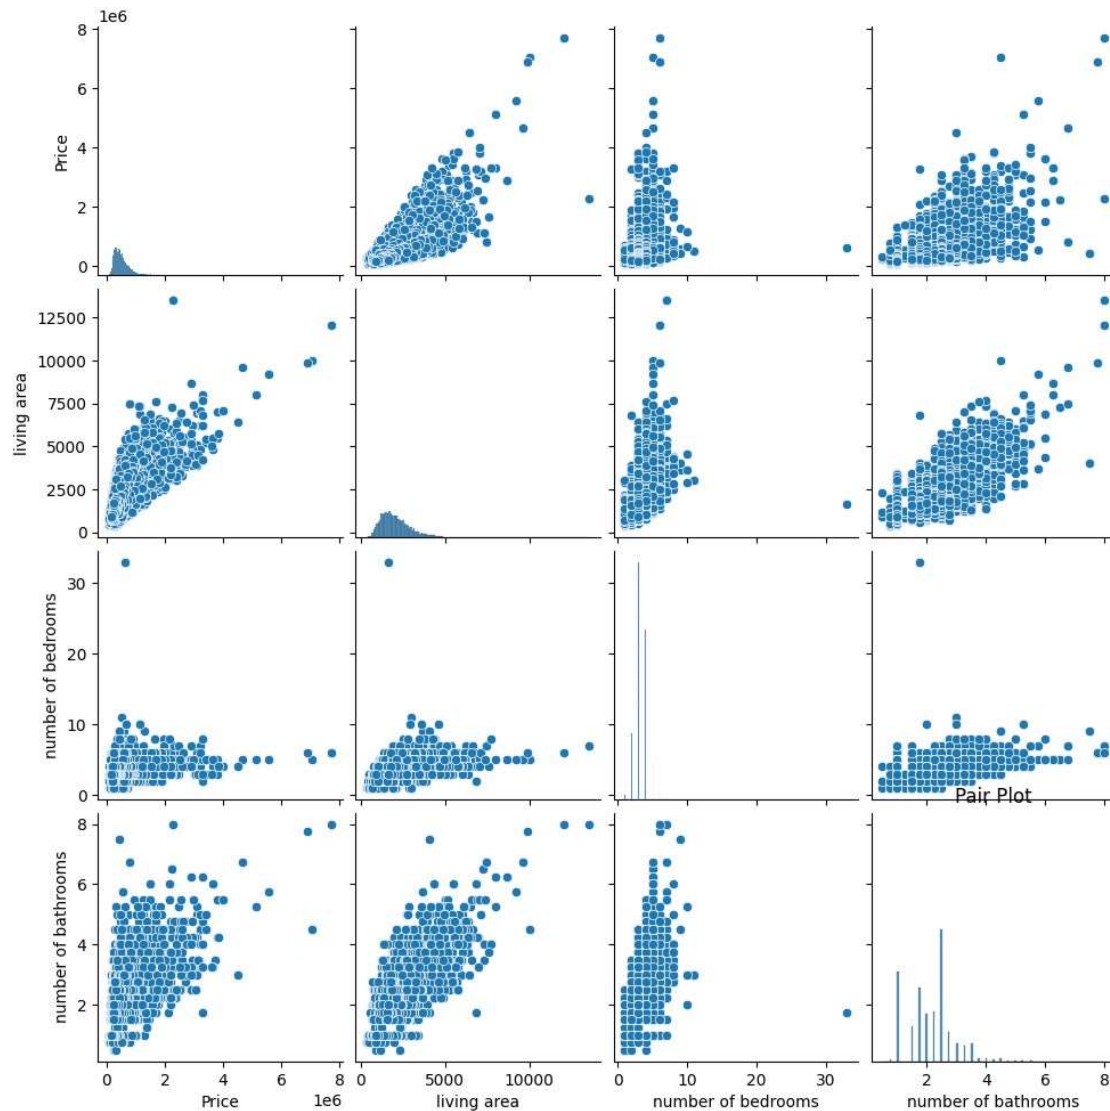 1e6
8
6
4
2
0
Price
12500
10000
7500
5000
2500
0
living area
30
20
10
0
number of bedrooms
Pair Plot
8
6
4
2
number of bathrooms
0 2 4 6 8 0 5000 10000 0 10 20 30 2 4 6 8
Price 1e6 living area number of bedrooms number of bathrooms